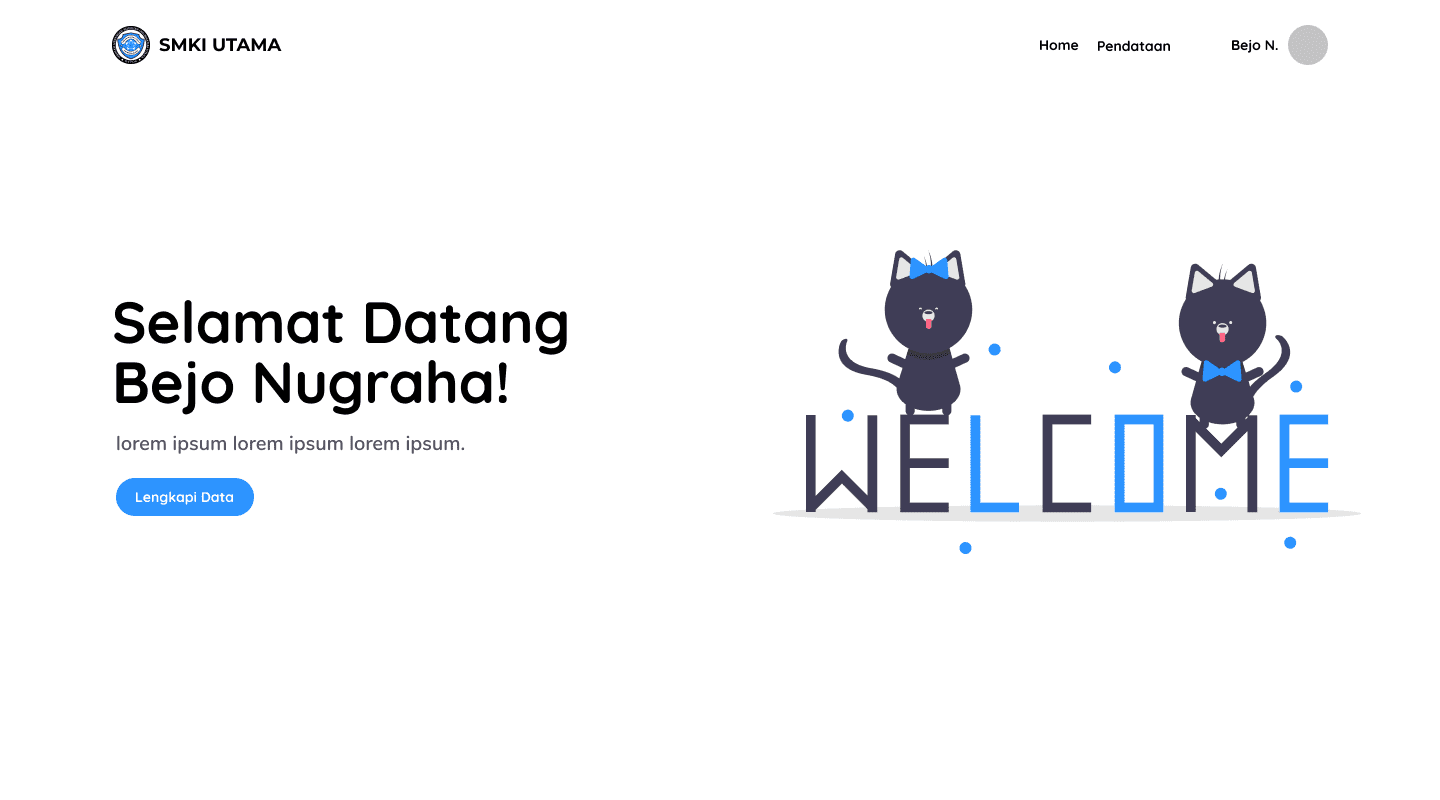 SMKI UTAMA
Home Pendataan Bejo N.
Selamat Datang
Bejo Nugraha!
lorem ipsum lorem ipsum lorem ipsum.
Lengkapi Data
WELCOME